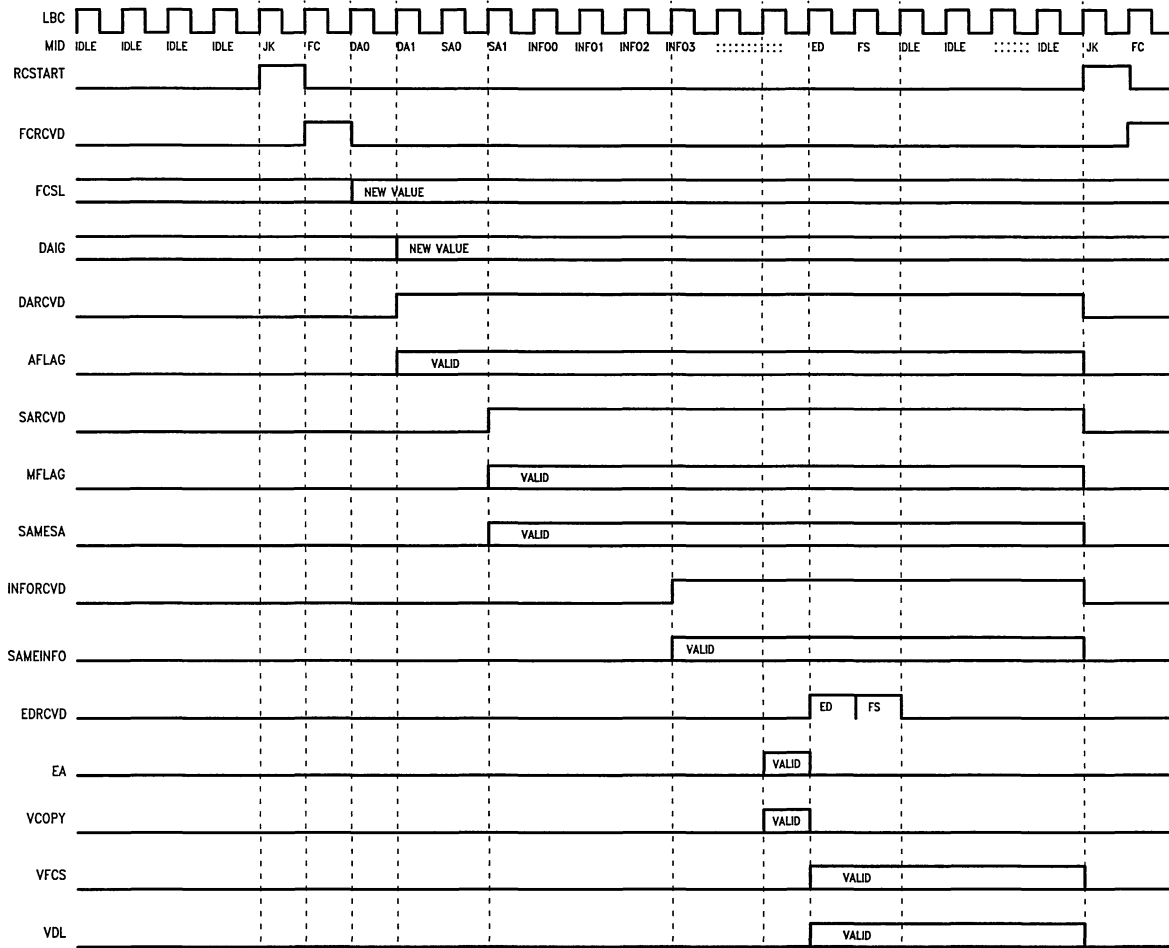 LBC
MID IDLE IDLE IDLE IDLE JK FC DA0 DA1 SA0 SA1 INFO0 INFO1 INFO2 INFO3 ED FS IDLE IDLE IDLE JK FC
RCSTART
FCRCVD
FCSL NEW VALUE
DAIG NEW VALUE
DARCVD
AFLAG VALID
SARCVD
MFLAG VALID
SAMESA VALID
INFORCVD
SAMEINFO VALID
EDRCVD ED FS
EA VALID
VCOPY VALID
VFCS VALID
VDL VALID